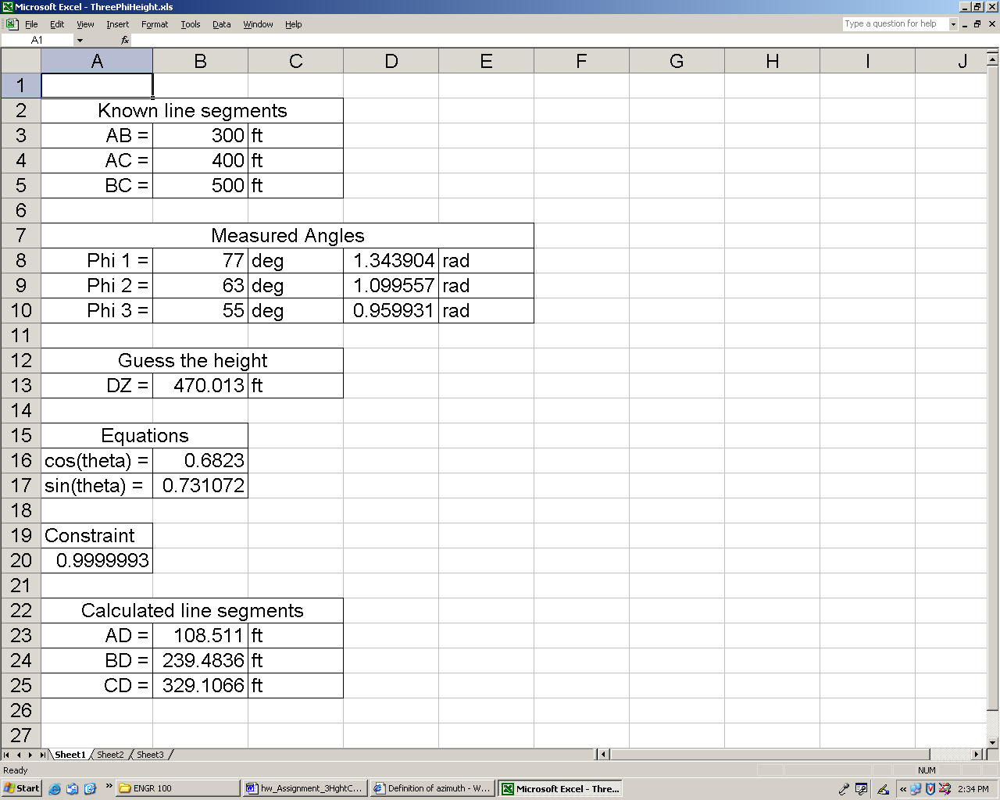 Microsoft Excel - ThreePhiHeight.xls
File Edit View Insert Format Tools Data Window Help Type a question for help
A1 fx
A B C D E F G H I J
1
2 Known line segments
3 AB = 300 ft
4 AC = 400 ft
5 BC = 500 ft
6
7 Measured Angles
8 Phi 1 = 77 deg 1.343904 rad
9 Phi 2 = 63 deg 1.099557 rad
10 Phi 3 = 55 deg 0.959931 rad
11
12 Guess the height
13 DZ = 470.013 ft
14
15 Equations
16 cos(theta) = 0.6823
17 sin(theta) = 0.731072
18
19 Constraint
20 0.9999993
21
22 Calculated line segments
23 AD = 108.511 ft
24 BD = 239.4836 ft
25 CD = 329.1066 ft
26
27
Sheet1 Sheet2 Sheet3
Ready NUM
Start » ENGR 100 hw_Assignment_3HghtC... Definition of azimuth - W... Microsoft Excel - Thre... « 2:34 PM